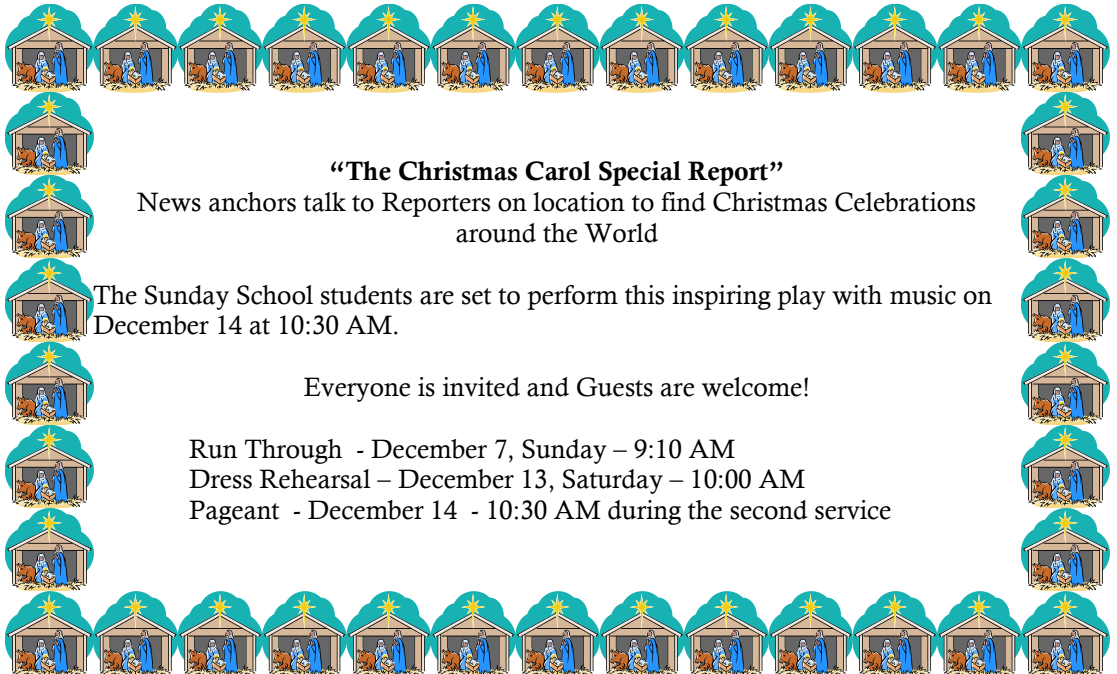 “The Christmas Carol Special Report”
News anchors talk to Reporters on location to find Christmas Celebrations
around the World
The Sunday School students are set to perform this inspiring play with music on
December 14 at 10:30 AM.
Everyone is invited and Guests are welcome!
Run Through  - December 7, Sunday – 9:10 AM
Dress Rehearsal – December 13, Saturday – 10:00 AM
Pageant  - December 14  - 10:30 AM during the second service